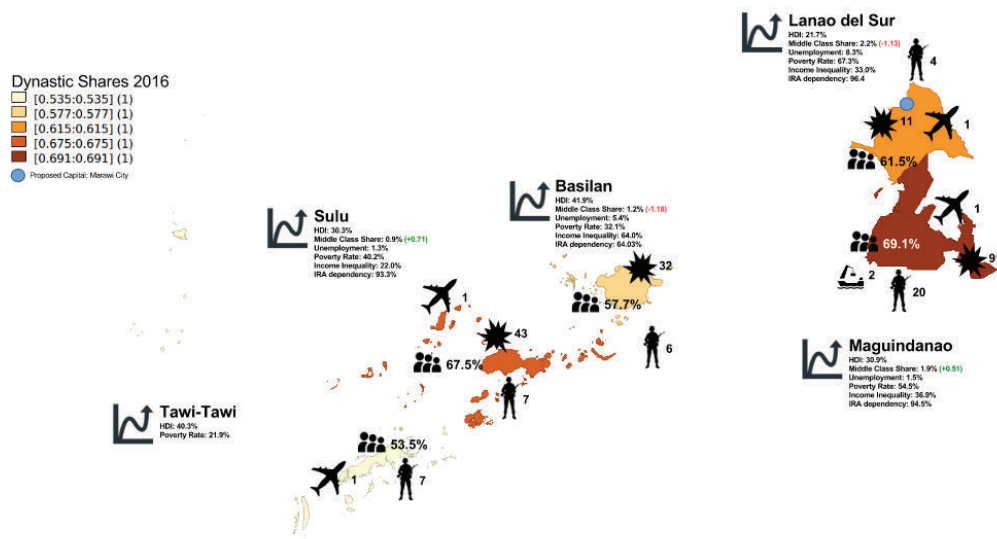 Dynastic Shares 2016
[0.535:0.535] (1)
[0.577:0.577] (1)
[0.615:0.615] (1)
[0.675:0.675] (1)
[0.691:0.691] (1)
Proposed Capital: Marawi City
Lanao del Sur
HDI: 21.7%
Middle Class Share: 2.2% (-1.13)
Unemployment: 8.3%
Poverty Rate: 67.3%
Income Inequality: 33.0%
IRA dependency: 96.4
4
11
1
61.5%
Basilan
HDI: 41.9%
Middle Class Share: 1.2% (-1.18)
Unemployment: 5.4%
Poverty Rate: 32.1%
Income Inequality: 64.0%
IRA dependency: 64.03%
32
57.7%
6
Sulu
HDI: 30.3%
Middle Class Share: 0.9% (+0.71)
Unemployment: 1.3%
Poverty Rate: 40.2%
Income Inequality: 22.0%
IRA dependency: 93.3%
1
43
67.5%
7
1
69.1%
9
2
20
Maguindanao
HDI: 30.9%
Middle Class Share: 1.9% (+0.51)
Unemployment: 1.5%
Poverty Rate: 54.5%
Income Inequality: 36.9%
IRA dependency: 94.5%
Tawi-Tawi
HDI: 40.3%
Poverty Rate: 21.9%
53.5%
1
7